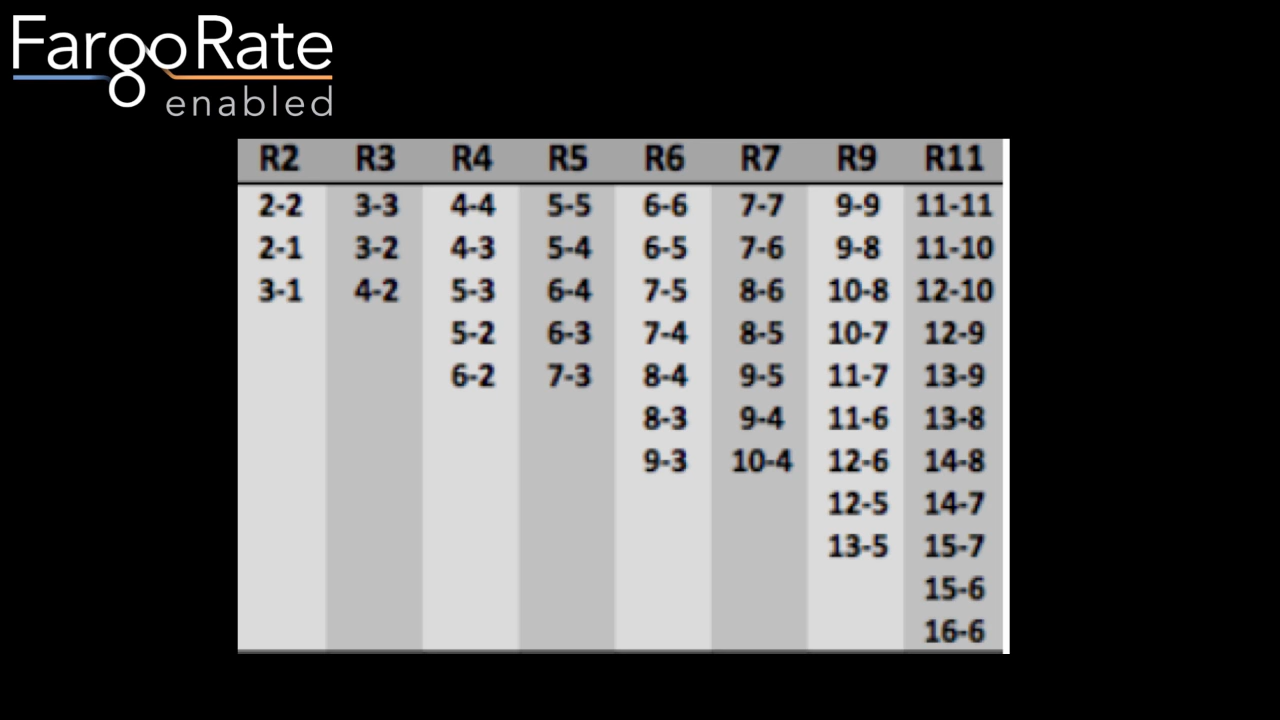 FargoRate
enabled
R2 R3 R4 R5 R6 R7 R9 R11
2-2 3-3 4-4 5-5 6-6 7-7 9-9 11-11
2-1 3-2 4-3 5-4 6-5 7-6 9-8 11-10
3-1 4-2 5-3 6-4 7-5 8-6 10-8 12-10
5-2 6-3 7-4 8-5 10-7 12-9
6-2 7-3 8-4 9-5 11-7 13-9
8-3 9-4 11-6 13-8
9-3 10-4 12-6 14-8
12-5 14-7
13-5 15-7
15-6
16-6